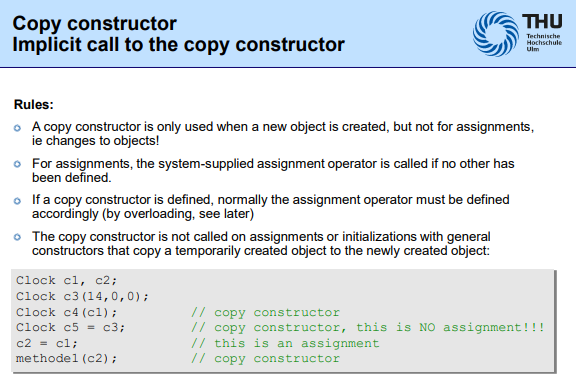 Copy constructor
Implicit call to the copy constructor
THU
Technische
Hochschule
Ulm
Rules:
A copy constructor is only used when a new object is created, but not for assignments,
ie changes to objects!
For assignments, the system-supplied assignment operator is called if no other has
been defined.
If a copy constructor is defined, normally the assignment operator must be defined
accordingly (by overloading, see later)
The copy constructor is not called on assignments or initializations with general
constructors that copy a temporarily created object to the newly created object:
Clock c1, c2;
Clock c3(14,0,0);
Clock c4(c1); // copy constructor
Clock c5 = c3; // copy constructor, this is NO assignment!!!
c2 = c1; // this is an assignment
methode1(c2); // copy constructor